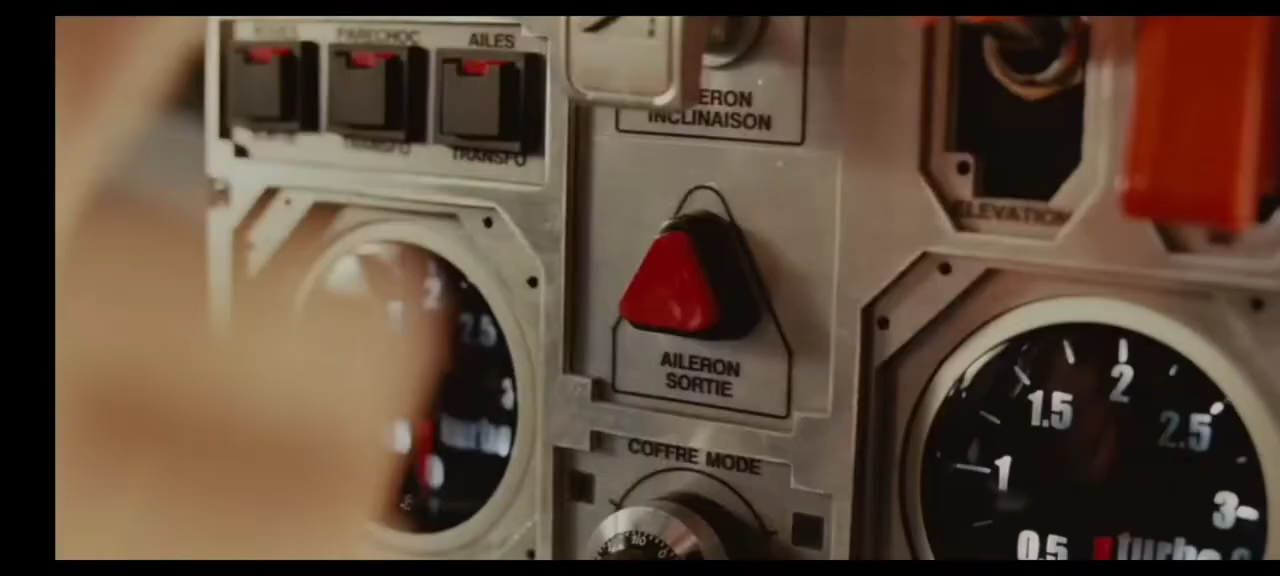 PARECHOC
AILES
TRANSFO
TRANSFO
ERON
INCLINAISON
ELEVATION
AILERON
SORTIE
COFFRE MODE
2
2.5
3
turbo
0.5
1
1.5
2
2.5
3
turbo